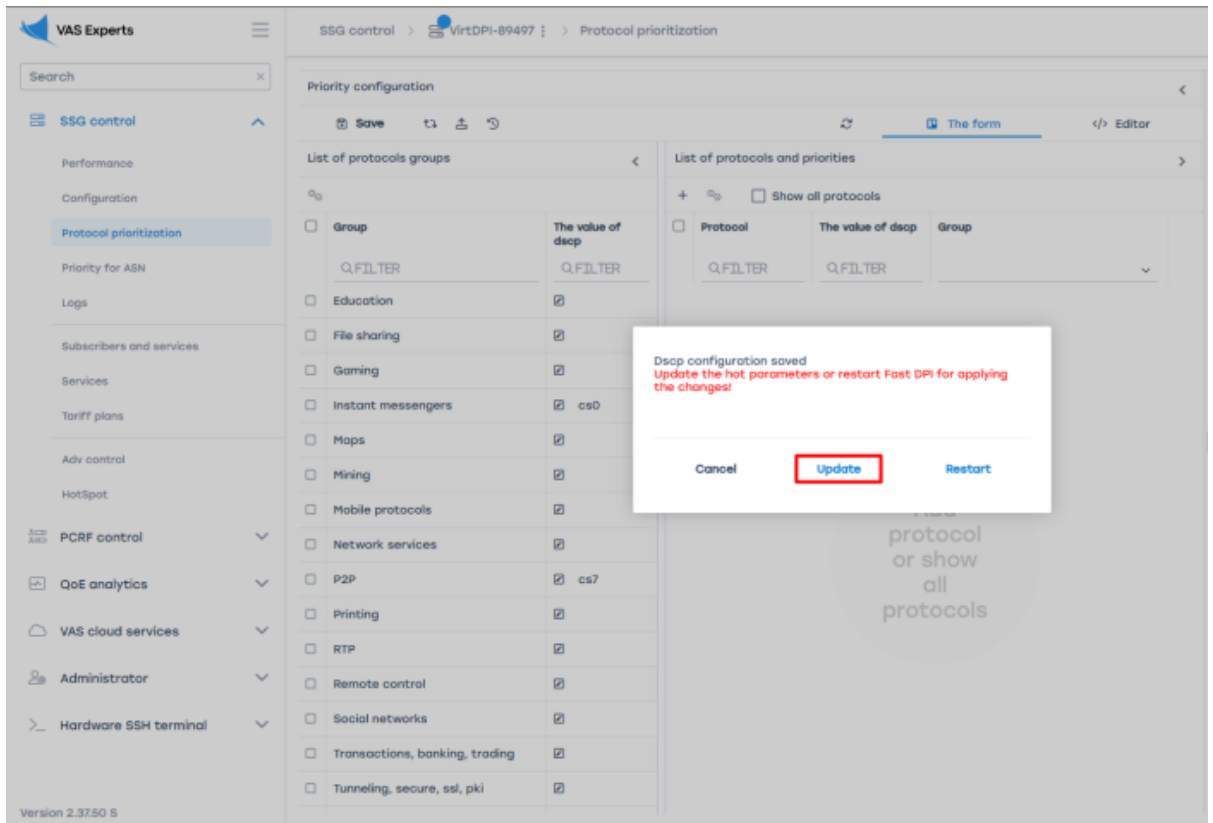 VAS Experts
SSG control > VirtDPI-89497 > Protocol prioritization
Search
SSG control
Performance
Configuration
Protocol prioritization
Priority for ASN
Logs
Subscribers and services
Services
Tariff plans
Adv control
HotSpot
PCRF control
QoE analytics
VAS cloud services
Administrator
Hardware SSH terminal
Version 2.37.50 S
Priority configuration
Save
The form
</> Editor
List of protocols groups
Group
The value of
dscp
FILTER
FILTER
Education
File sharing
Gaming
Instant messengers cs0
Maps
Mining
Mobile protocols
Network services
P2P cs7
Printing
RTP
Remote control
Social networks
Transactions, banking, trading
Tunneling, secure, ssl, pki
List of protocols and priorities
+ Show all protocols
Protocol
The value of dscp
Group
FILTER
FILTER
Dscp configuration saved
Update the hot parameters or restart Fast DPI for applying
the changes!
Cancel
Update
Restart
protocol
or show
all
protocols